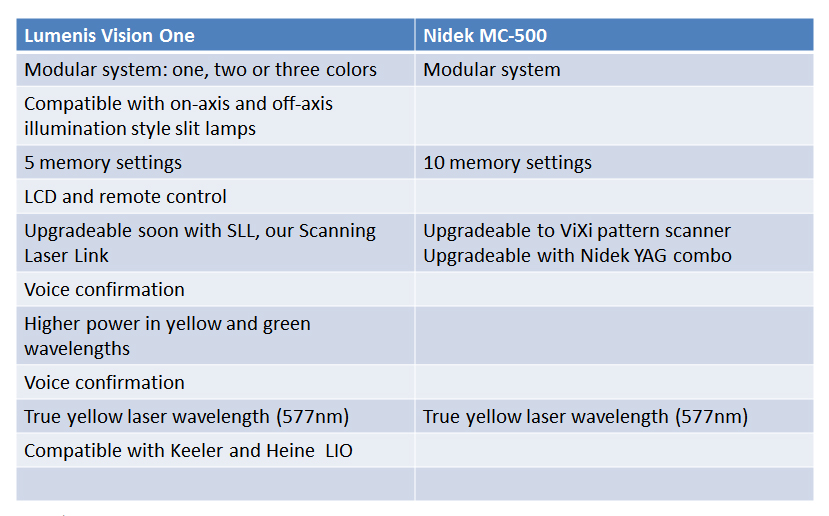 Lumenis Vision One
Nidek MC-500
Modular system: one, two or three colors
Modular system
Compatible with on-axis and off-axis
illumination style slit lamps
5 memory settings
10 memory settings
LCD and remote control
Upgradeable soon with SLL, our Scanning
Laser Link
Upgradeable to ViXi pattern scanner
Upgradeable with Nidek YAG combo
Voice confirmation
Higher power in yellow and green
wavelengths
Voice confirmation
True yellow laser wavelength (577nm)
True yellow laser wavelength (577nm)
Compatible with Keeler and Heine  LIO